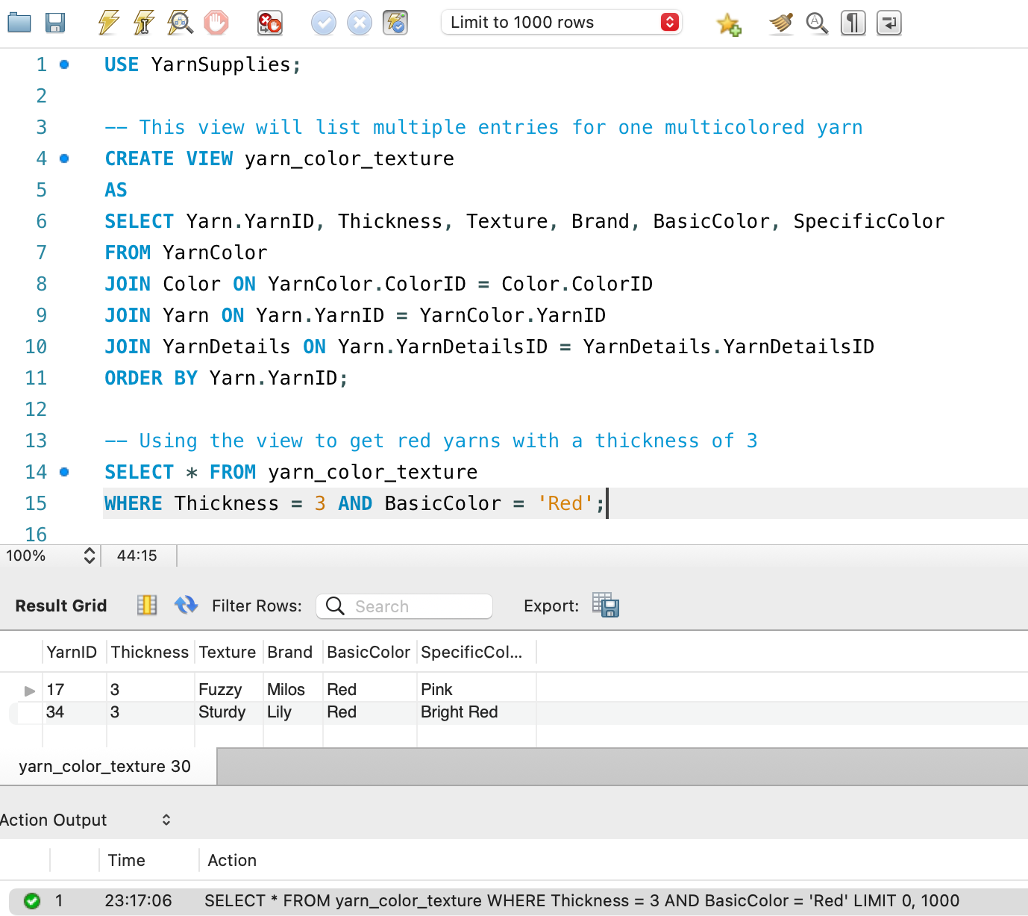 Limit to 1000 rows
1 USE YarnSupplies;
2
3 -- This view will list multiple entries for one multicolored yarn
4 CREATE VIEW yarn_color_texture
5 AS
6 SELECT Yarn.YarnID, Thickness, Texture, Brand, BasicColor, SpecificColor
7 FROM YarnColor
8 JOIN Color ON YarnColor.ColorID = Color.ColorID
9 JOIN Yarn ON Yarn.YarnID = YarnColor.YarnID
10 JOIN YarnDetails ON Yarn.YarnDetailsID = YarnDetails.YarnDetailsID
11 ORDER BY Yarn.YarnID;
12
13 -- Using the view to get red yarns with a thickness of 3
14 SELECT * FROM yarn_color_texture
15 WHERE Thickness = 3 AND BasicColor = 'Red';
16
100% 44:15
Result Grid Filter Rows: Search Export:
YarnID Thickness Texture Brand BasicColor SpecificCol...
17 3 Fuzzy Milos Red Pink
34 3 Sturdy Lily Red Bright Red
yarn_color_texture 30
Action Output
Time Action
1 23:17:06 SELECT * FROM yarn_color_texture WHERE Thickness = 3 AND BasicColor = 'Red' LIMIT 0, 1000